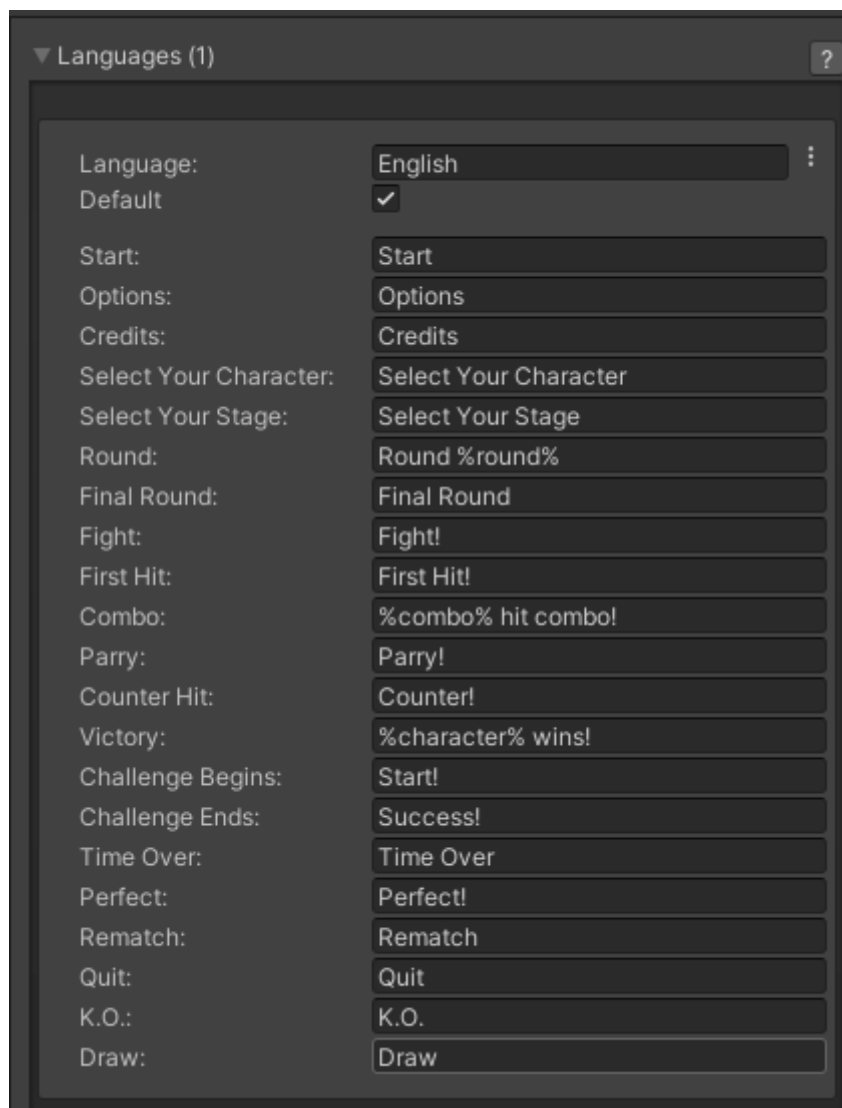 Languages (1)
?
Language: English
Default
Start: Start
Options: Options
Credits: Credits
Select Your Character: Select Your Character
Select Your Stage: Select Your Stage
Round: Round %round%
Final Round: Final Round
Fight: Fight!
First Hit: First Hit!
Combo: %combo% hit combo!
Parry: Parry!
Counter Hit: Counter!
Victory: %character% wins!
Challenge Begins: Start!
Challenge Ends: Success!
Time Over: Time Over
Perfect: Perfect!
Rematch: Rematch
Quit: Quit
K.O.: K.O.
Draw: Draw